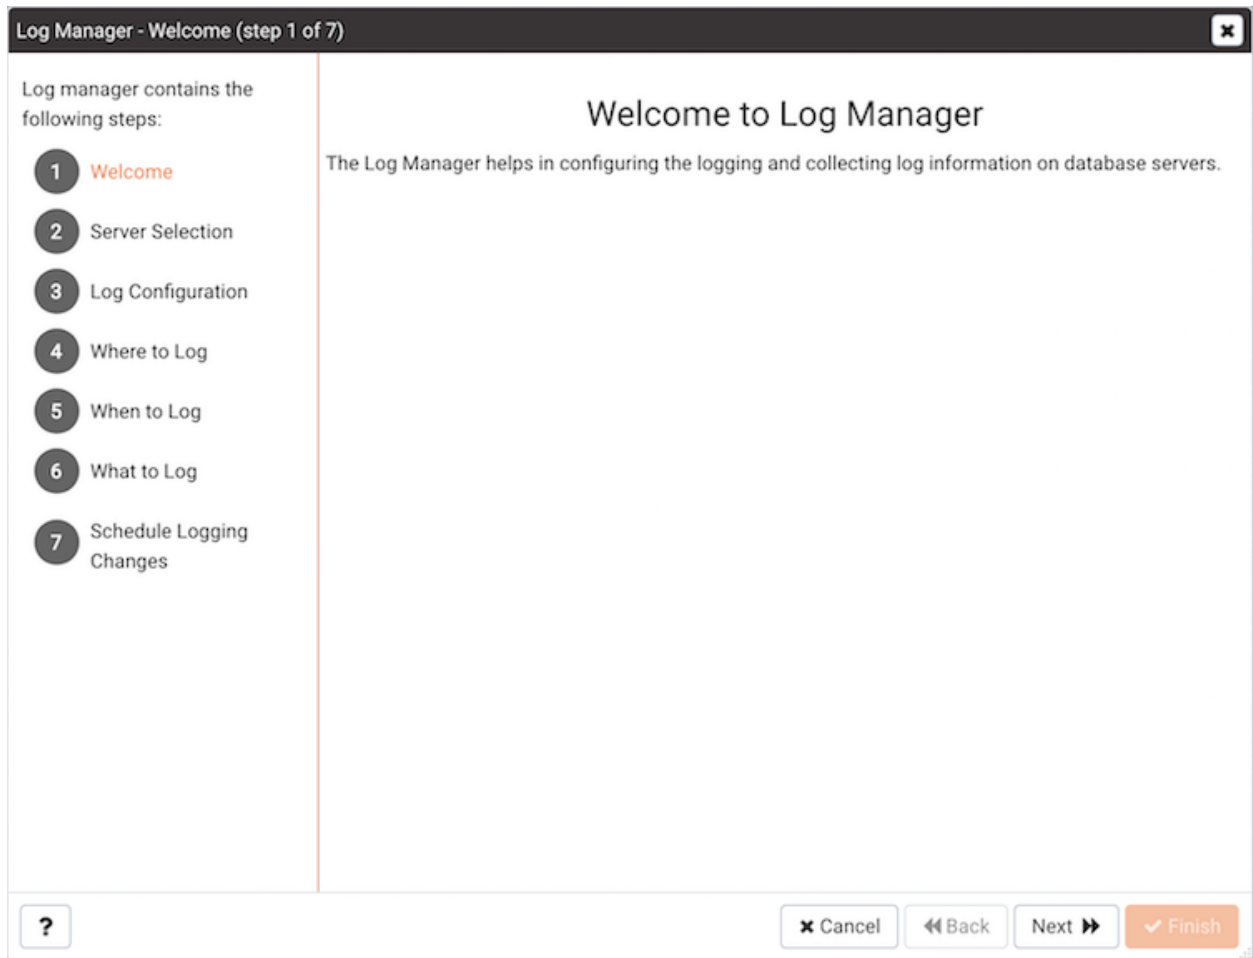 Log Manager - Welcome (step 1 of 7)
Log manager contains the
following steps:
1 Welcome
2 Server Selection
3 Log Configuration
4 Where to Log
5 When to Log
6 What to Log
7 Schedule Logging
Changes
Welcome to Log Manager
The Log Manager helps in configuring the logging and collecting log information on database servers.
? Cancel Back Next Finish